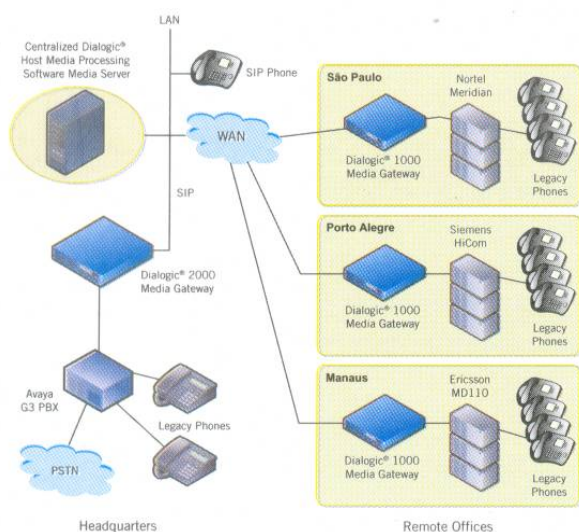 LAN
Centralized Dialogic®
Host Media Processing
Software Media Server
SIP Phone
WAN
SIP
Dialogic® 2000
Media Gateway
Avaya
G3 PBX
Legacy Phones
PSTN
Headquarters
São Paulo
Nortel
Meridian
Dialogic® 1000
Media Gateway
Legacy
Phones
Porto Alegre
Siemens
HiCom
Dialogic® 1000
Media Gateway
Legacy
Phones
Manaus
Ericsson
MD110
Dialogic® 1000
Media Gateway
Legacy
Phones
Remote Offices